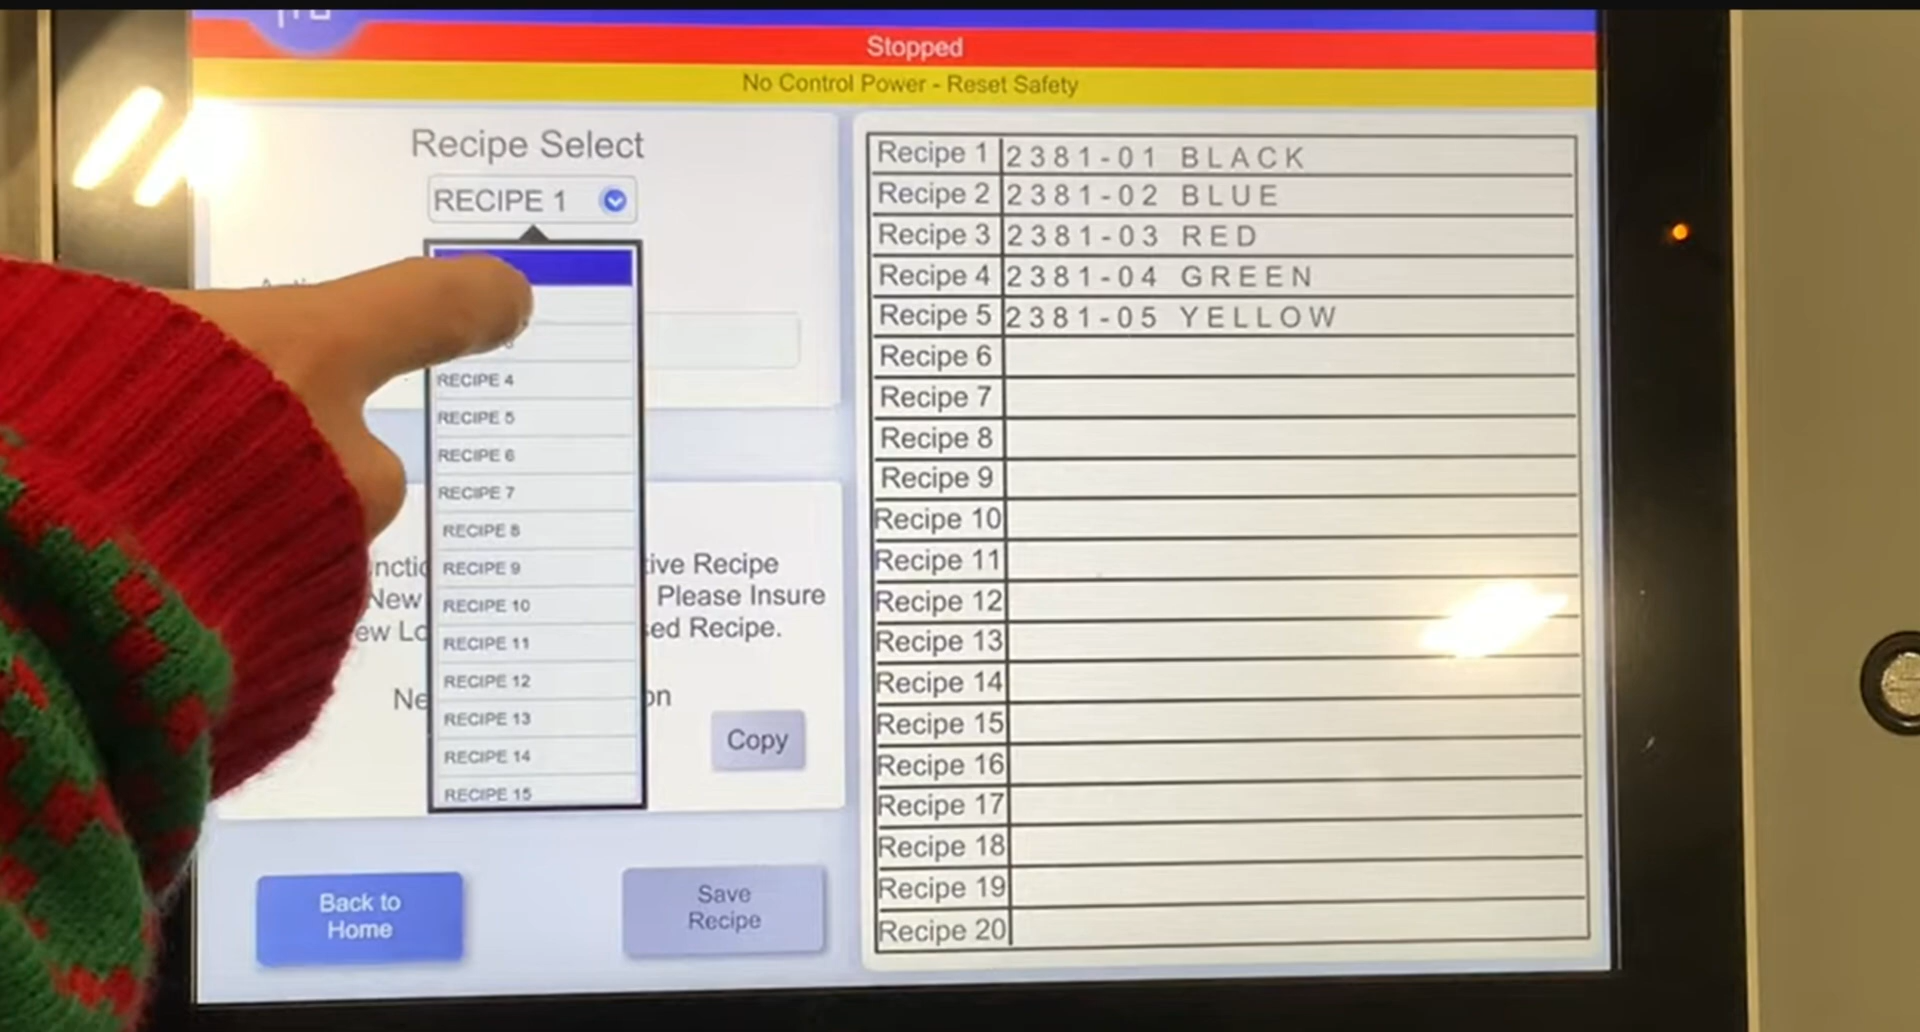 Stopped
No Control Power - Reset Safety
Recipe Select
RECIPE 1
RECIPE 4
RECIPE 5
RECIPE 6
RECIPE 7
RECIPE 8
RECIPE 9
RECIPE 10
RECIPE 11
RECIPE 12
RECIPE 13
RECIPE 14
RECIPE 15
Recipe
New Please Insure
Recipe.
Copy
Back to
Home
Save
Recipe
Recipe 1 2381-01 BLACK
Recipe 2 2381-02 BLUE
Recipe 3 2381-03 RED
Recipe 4 2381-04 GREEN
Recipe 5 2381-05 YELLOW
Recipe 6
Recipe 7
Recipe 8
Recipe 9
Recipe 10
Recipe 11
Recipe 12
Recipe 13
Recipe 14
Recipe 15
Recipe 16
Recipe 17
Recipe 18
Recipe 19
Recipe 20